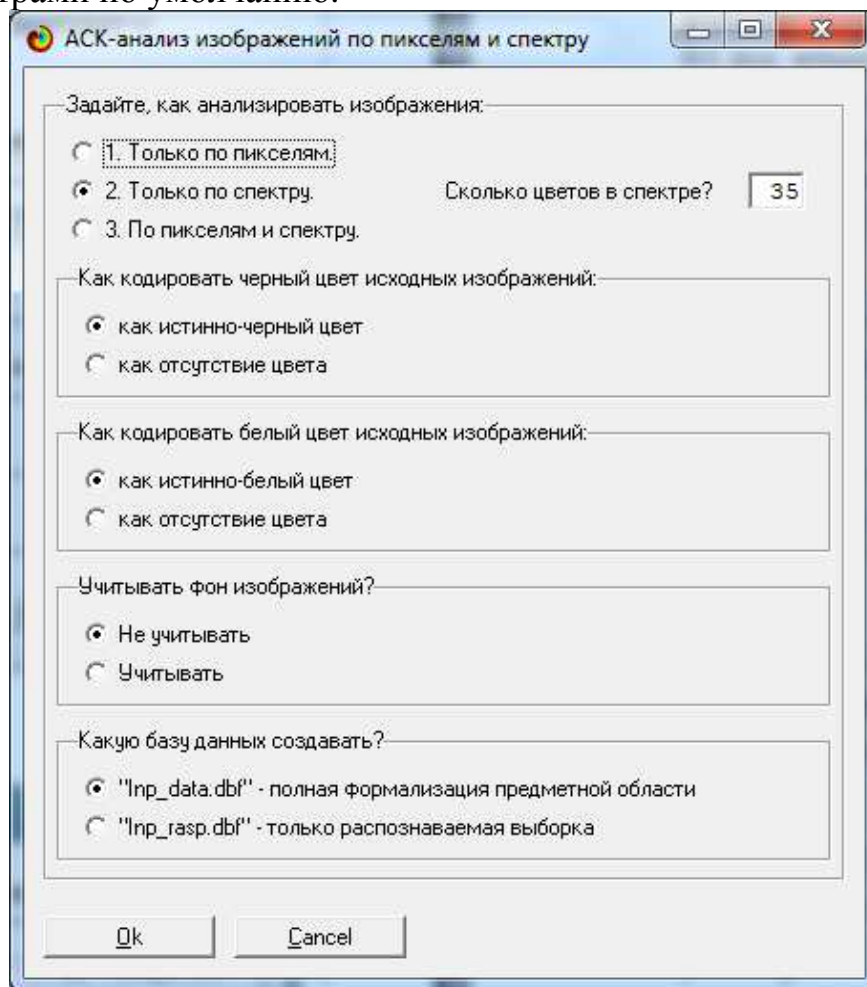 по умолчанию.
АСК-анализ изображений по пикселям и спектру
Задайте, как анализировать изображения:
1. Только по пикселям.
2. Только по спектру. Сколько цветов в спектре? 35
3. По пикселям и спектру.
Как кодировать черный цвет исходных изображений:
как истинно-черный цвет
как отсутствие цвета
Как кодировать белый цвет исходных изображений:
как истинно-белый цвет
как отсутствие цвета
Учитывать фон изображений?
Не учитывать
Учитывать
Какую базу данных создавать?
"Inp_data.dbf" - полная формализация предметной области
"Inp_rasp.dbf" - только распознаваемая выборка
Ok Cancel